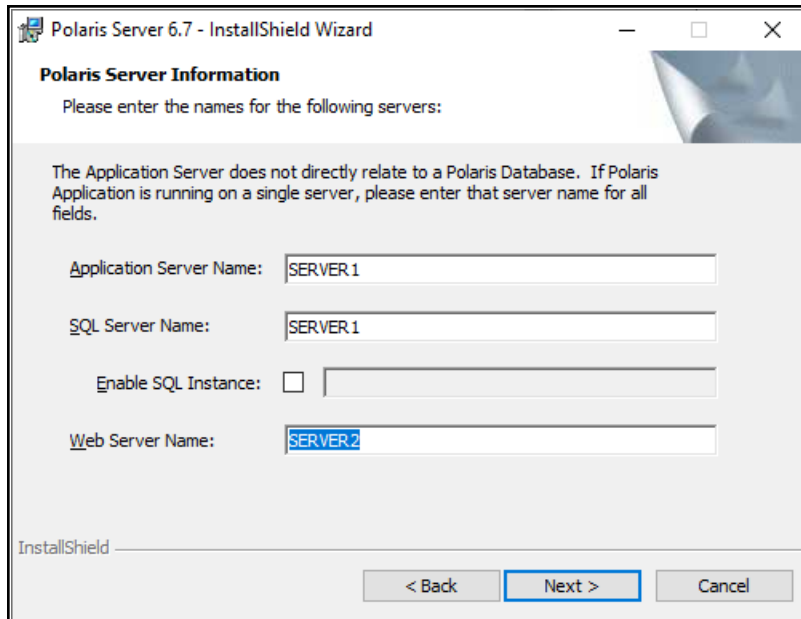 Polaris Server 6.7 - InstallShield Wizard
Polaris Server Information
Please enter the names for the following servers:
The Application Server does not directly relate to a Polaris Database. If Polaris
Application is running on a single server, please enter that server name for all
fields.
Application Server Name: SERVER1
SQL Server Name: SERVER1
Enable SQL Instance:
Web Server Name: SERVER2
InstallShield
< Back Next > Cancel